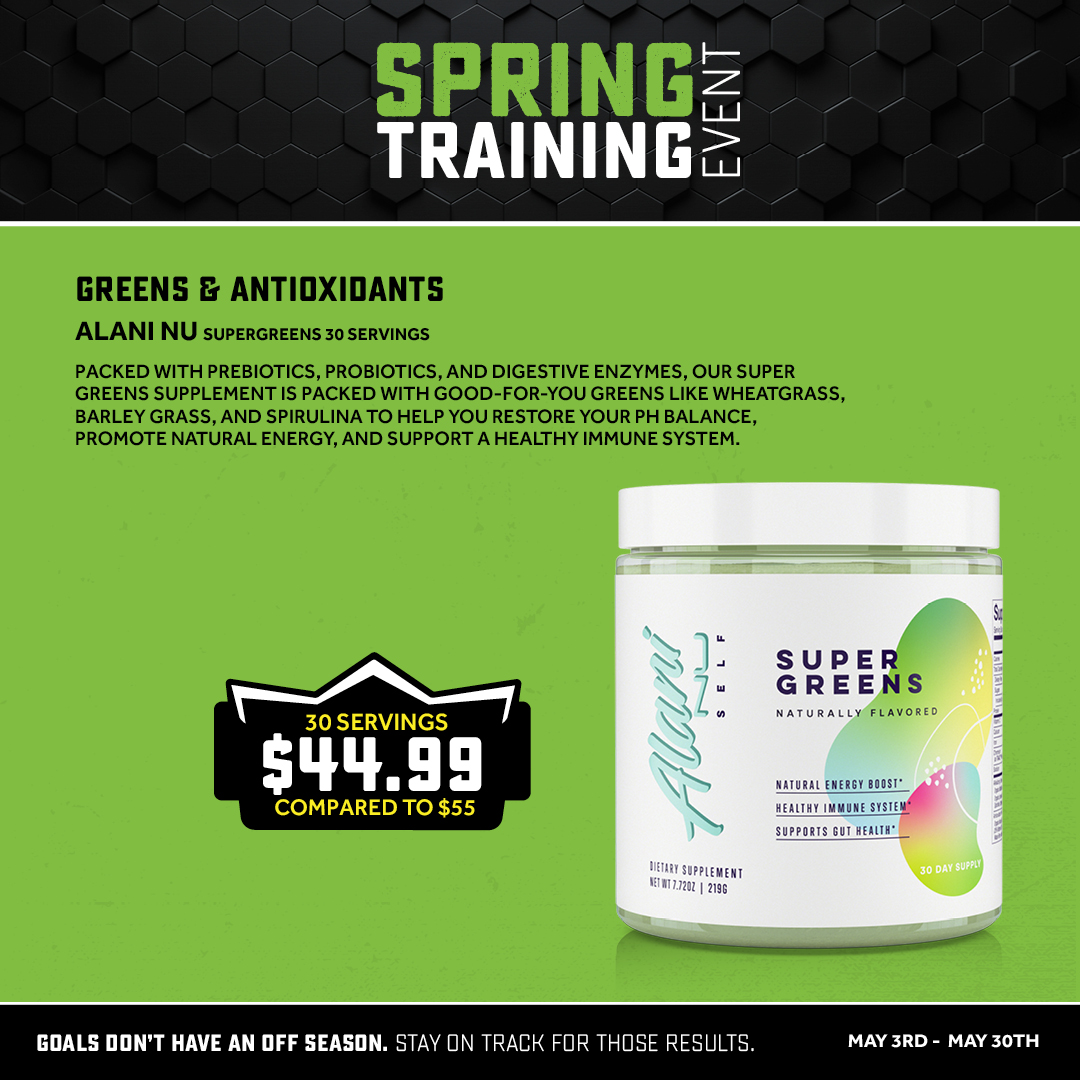 SPRING
TRAINING
EVENT
GREENS & ANTIOXIDANTS
ALANI NU SUPERGREENS 30 SERVINGS
PACKED WITH PREBIOTICS, PROBIOTICS, AND DIGESTIVE ENZYMES, OUR SUPER
GREENS SUPPLEMENT IS PACKED WITH GOOD-FOR-YOU GREENS LIKE WHEATGRASS,
BARLEY GRASS, AND SPIRULINA TO HELP YOU RESTORE YOUR PH BALANCE,
PROMOTE NATURAL ENERGY, AND SUPPORT A HEALTHY IMMUNE SYSTEM.
30 SERVINGS
$44.99
COMPARED TO $55
Alani
NU
SELF
SUPER
GREENS
NATURALLY FLAVORED
NATURAL ENERGY BOOST*
HEALTHY IMMUNE SYSTEM*
SUPPORTS GUT HEALTH*
DIETARY SUPPLEMENT
NET WT 7.72OZ | 219G
30 DAY SUPPLY
GOALS DON'T HAVE AN OFF SEASON. STAY ON TRACK FOR THOSE RESULTS.
MAY 3RD - MAY 30TH